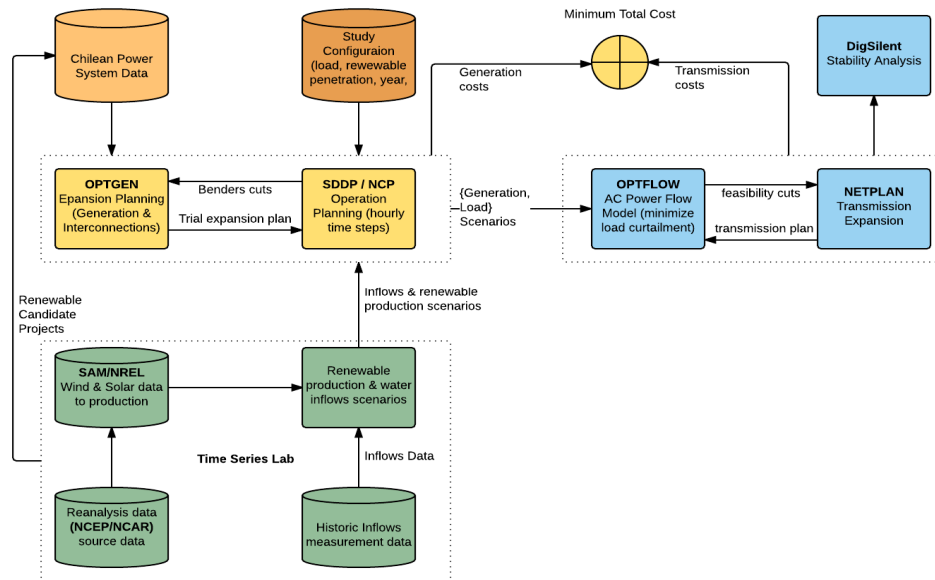 Minimum Total Cost
Chilean Power
System Data
Study
Configuraion
(load, rewewable
penetration, year,
DigSilent
Stability Analysis
Generation
costs
Transmission
costs
OPTGEN
Epansion Planning
(Generation &
Interconnections)
Benders cuts
Trial expansion plan
SDDP / NCP
Operation
Planning (hourly
time steps)
{Generation,
Load}
Scenarios
OPTFLOW
AC Power Flow
Model (minimize
load curtailment)
feasibility cuts
transmission plan
NETPLAN
Transmission
Expansion
Renewable
Candidate
Projects
Inflows & renewable
production scenarios
SAM/NREL
Wind & Solar data
to production
Renewable
production & water
inflows scenarios
Time Series Lab
Inflows Data
Reanalysis data
(NCEP/NCAR)
source data
Historic Inflows
measurement data